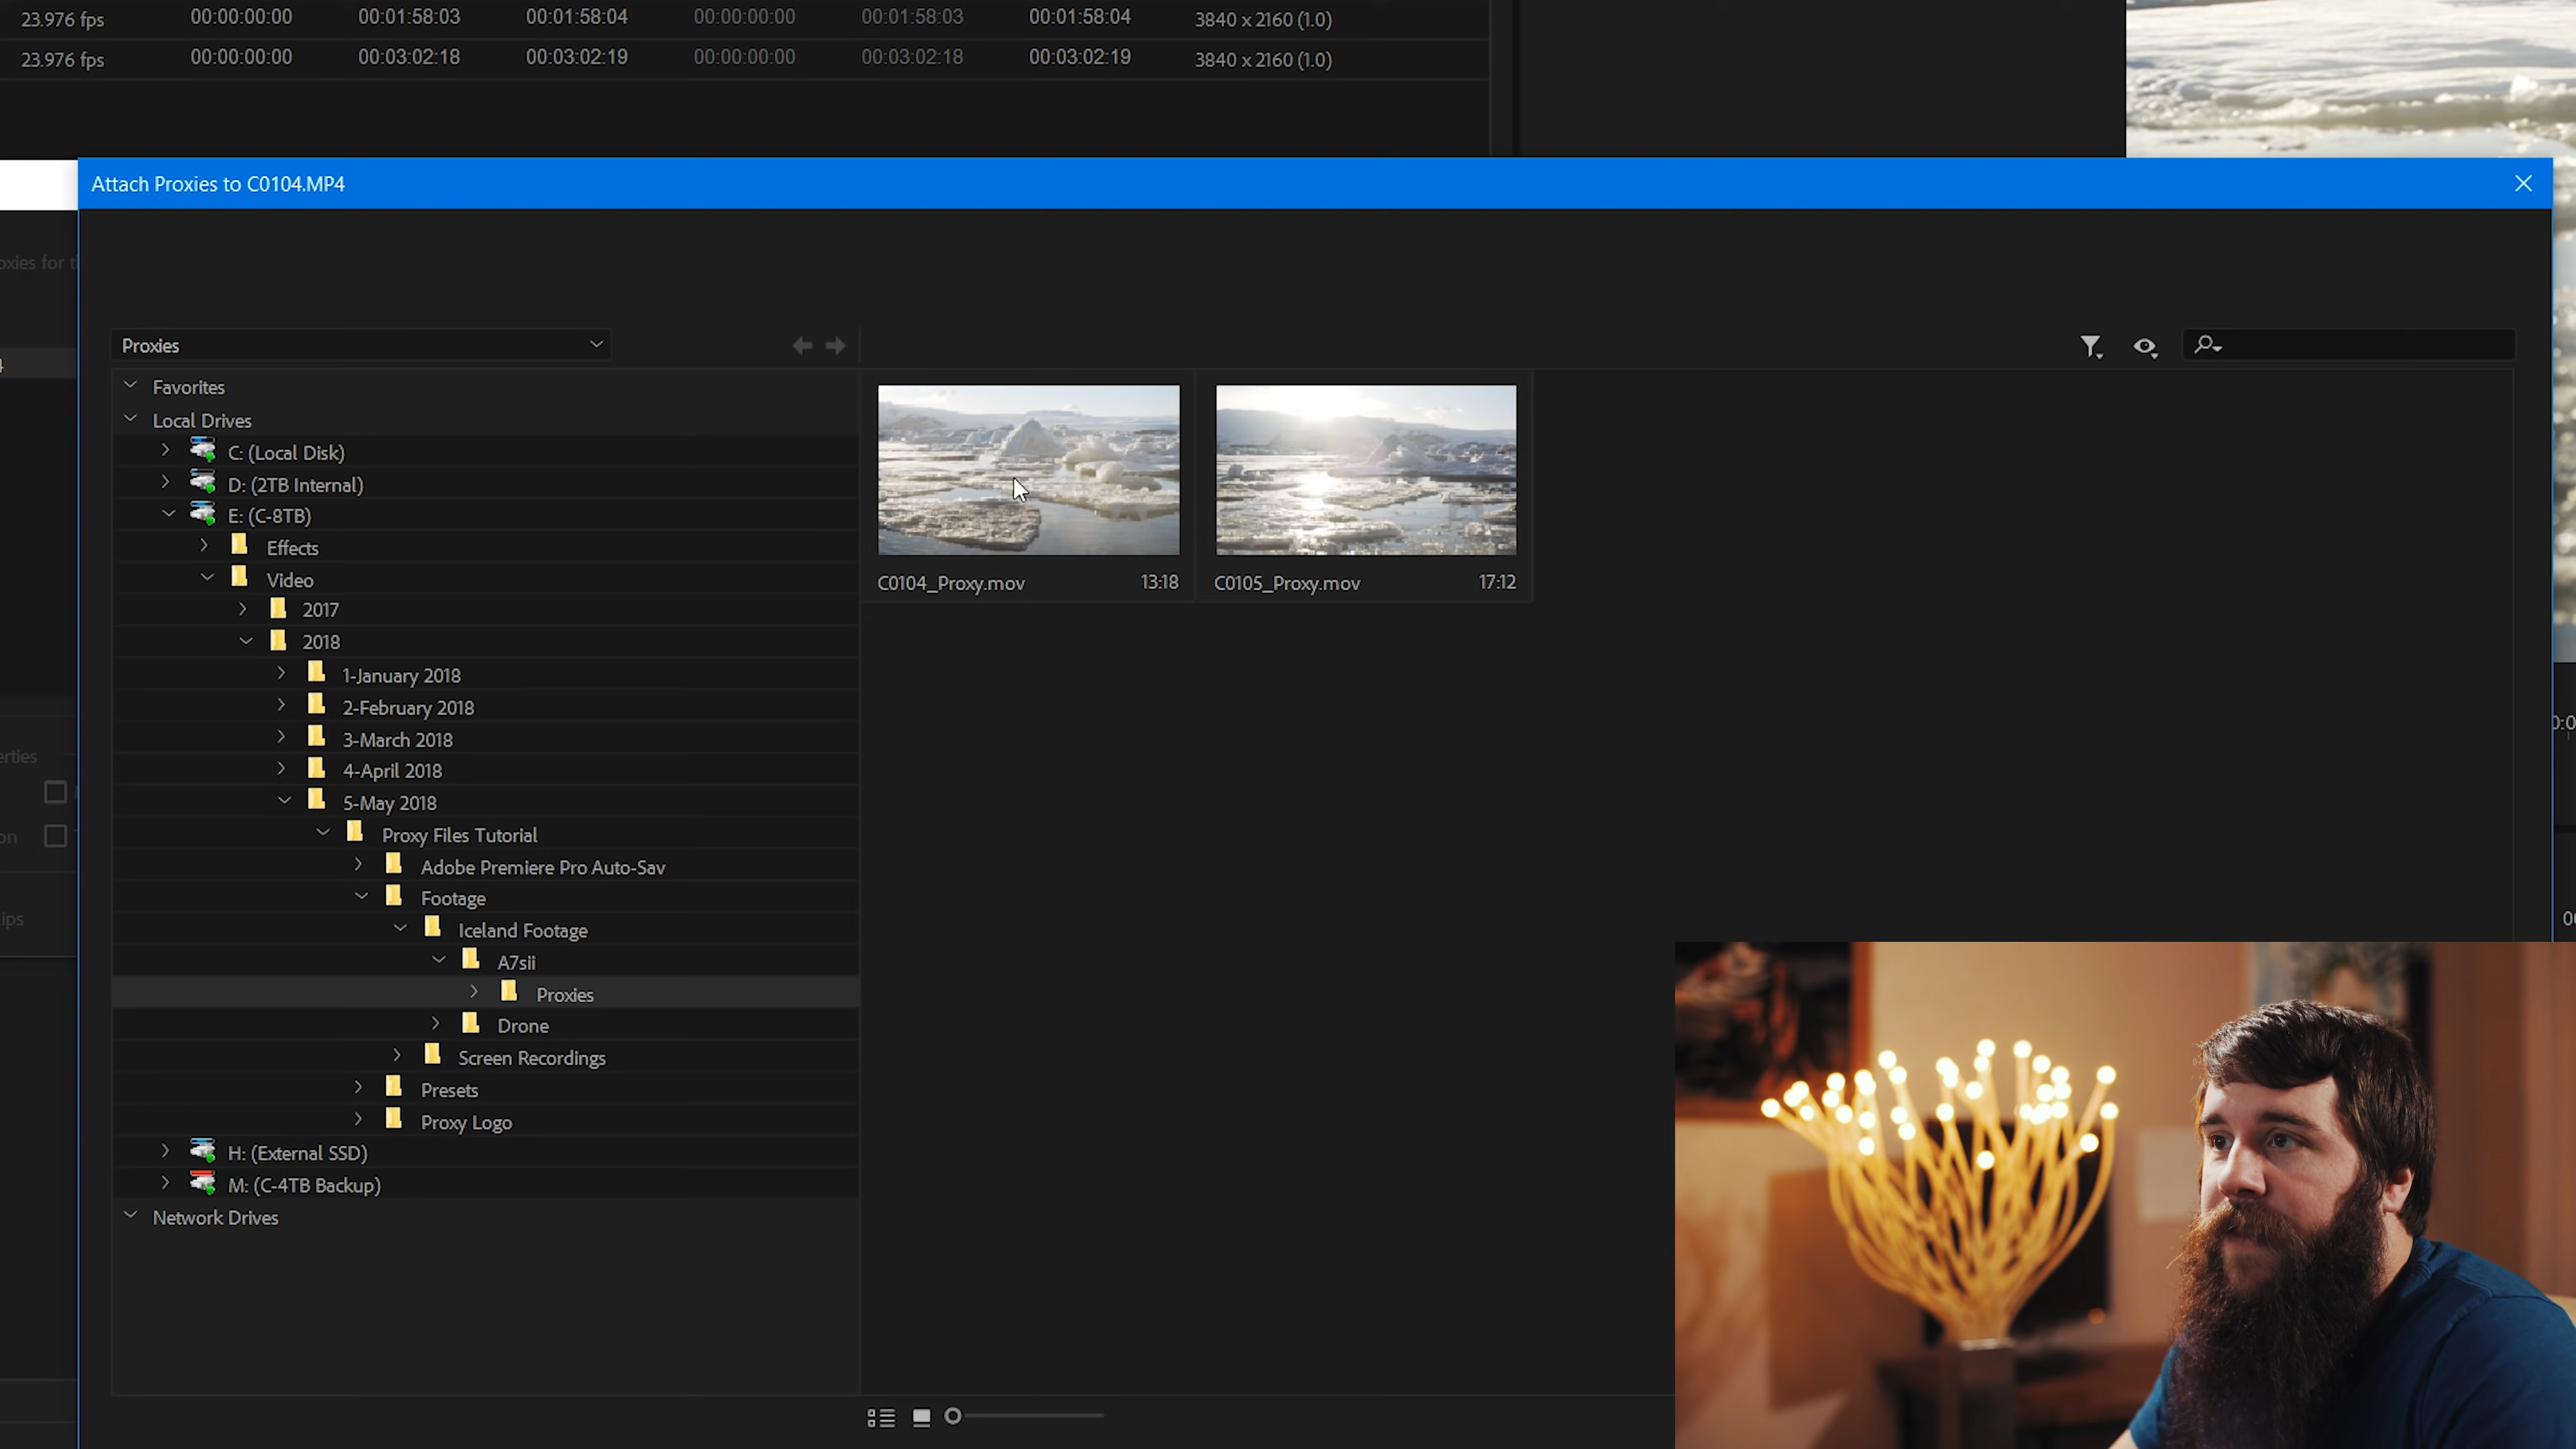 23.976 fps 00:00:00:00 00:01:58:03 00:01:58:04 00:00:00:00 00:01:58:03 00:01:58:04 3840 x 2160 (1.0)
23.976 fps 00:00:00:00 00:03:02:18 00:03:02:19 00:00:00:00 00:03:02:18 00:03:02:19 3840 x 2160 (1.0)
Attach Proxies to C0104.MP4
for
Proxies
Favorites
Local Drives
C: (Local Disk)
D: (2TB Internal)
E: (C-8TB)
Effects
Video
2017
2018
1-January 2018
2-February 2018
3-March 2018
4-April 2018
5-May 2018
Proxy Files Tutorial
Adobe Premiere Pro Auto-Sav
Footage
Iceland Footage
A7sii
Proxies
Drone
Screen Recordings
Presets
Proxy Logo
H: (External SSD)
M: (C-4TB Backup)
Network Drives
C0104_Proxy.mov 13:18
C0105_Proxy.mov 17:12